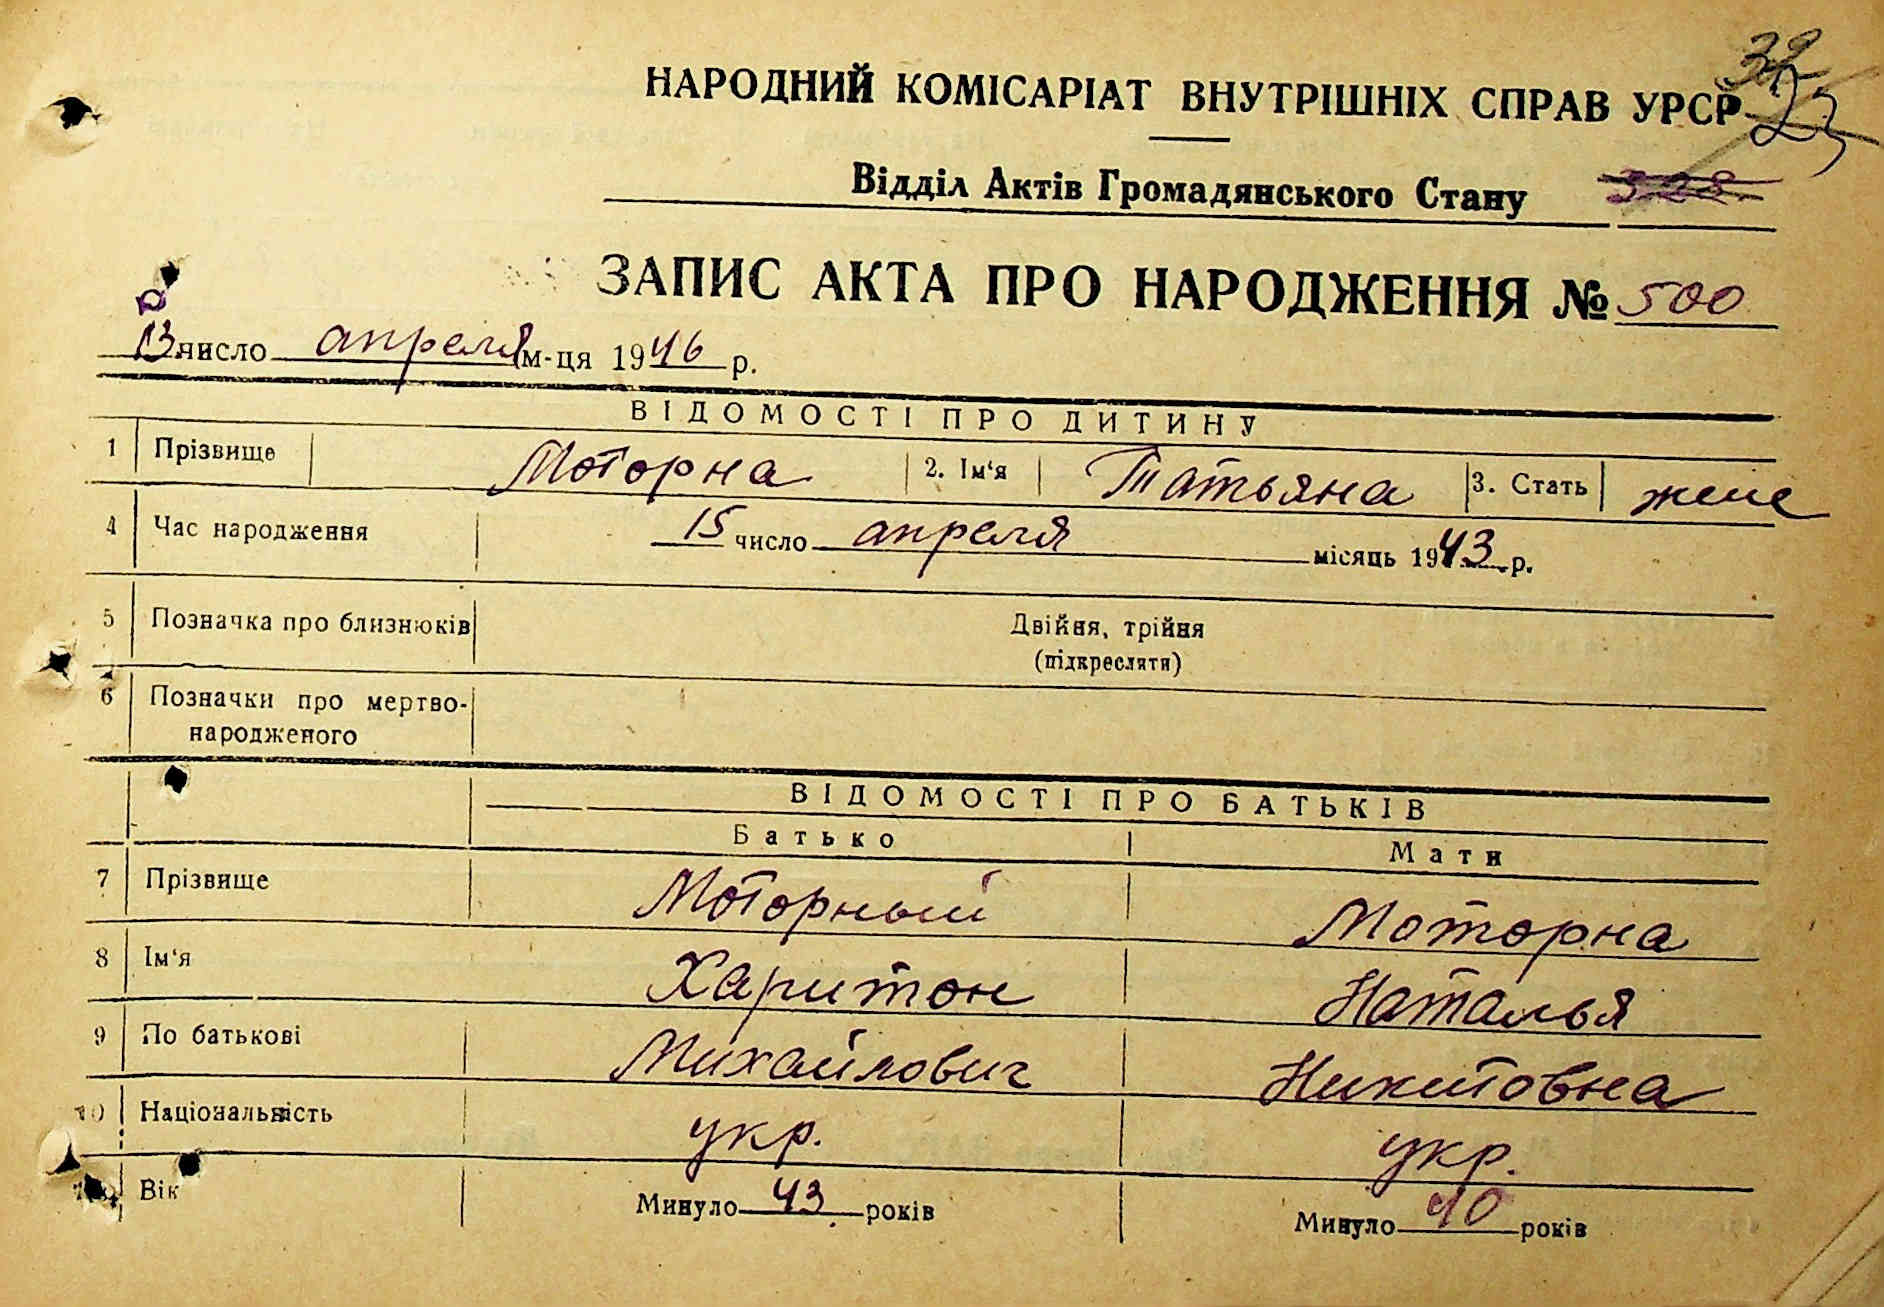 НАРОДНИЙ КОМІСАРІАТ ВНУТРІШНІХ СПРАВ УРСР
Відділ Актів Громадянського Стану 328
ЗАПИС АКТА ПРО НАРОДЖЕННЯ № 500
13 число апреля м-ця 1946 р.
ВІДОМОСТІ ПРО ДИТИНУ
1 Прізвище Моторна 2. Ім'я Татьяна 3. Стать
4 Час народження 15 число апреля місяць 1943 р.
5 Позначка про близнюків Двійня, трійня
(підкреслити)
6 Позначки про мертво-
народженого
ВІДОМОСТІ ПРО БАТЬКІВ
Батько Мати
7 Прізвище Моторный Моторна
8 Ім'я Харитон Наталья
9 По батькові Михайлович Никитовна
10 Національність укр. укр.
Вік Минуло 43 років Минуло 40 років